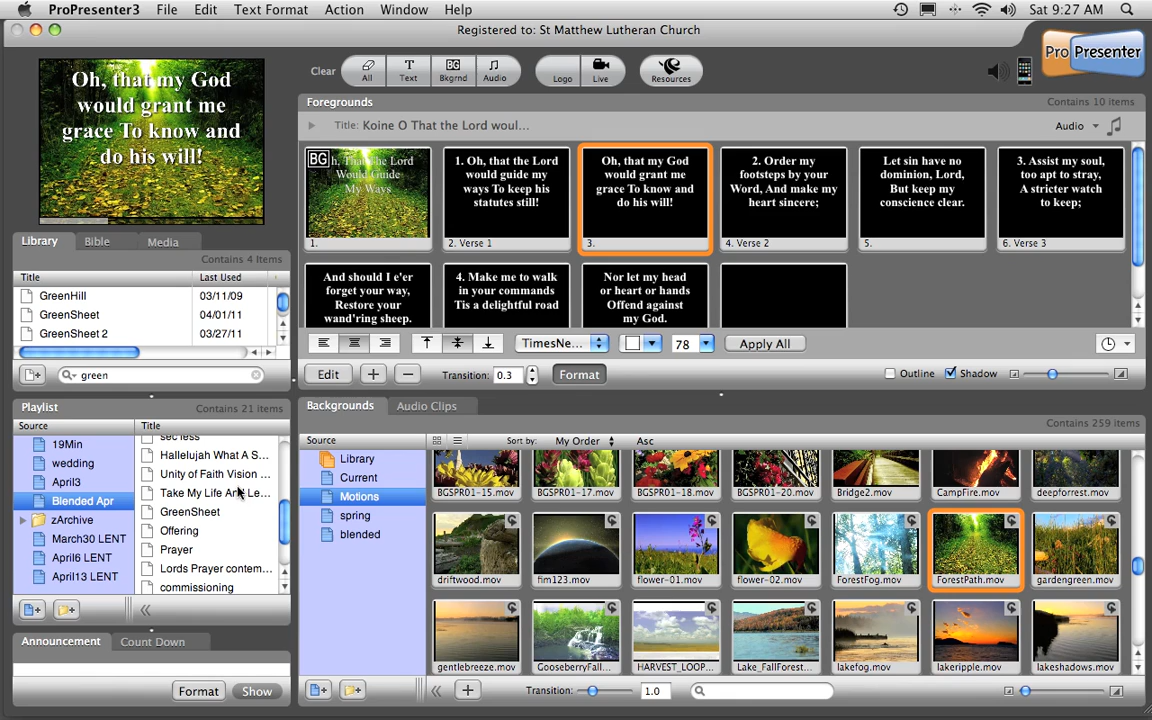 ProPresenter3 File Edit Text Format Action Window Help Sat 9:27 AM
Registered to: St Matthew Lutheran Church
Oh, that my God
would grant me
grace To know and
do his will!
Clear All Text Bkgrnd Audio Logo Live Resources
BG
Pro Presenter
Foregrounds Contains 10 items
Title: Koine O That the Lord woul... Audio
BG
h, That the Lord
Would Guide
My Ways
1.
1. Oh, that the Lord
would guide my
ways To keep his
statutes still!
2. Verse 1
Oh, that my God
would grant me
grace To know and
do his will!
3.
2. Order my
footsteps by your
Word, And make my
heart sincere;
4. Verse 2
Let sin have no
dominion, Lord,
But keep my
conscience clear.
5.
3. Assist my soul,
too apt to stray,
A stricter watch
to keep;
6. Verse 3
And should I e'er
forget your way,
Restore your
wand'ring sheep.
4. Make me to walk
in your commands
Tis a delightful road
Nor let my head
or heart or hands
Offend against
my God.
TimesNe... 78 Apply All
Edit Transition: 0.3 Format Outline Shadow
Library Bible Media
Contains 4 Items
Title Last Used
GreenHill 03/11/09
GreenSheet 04/01/11
GreenSheet 2 03/27/11
green
Playlist Contains 21 items
Source Title
19Min
wedding
April3
Blended Apr
zArchive
March30 LENT
April6 LENT
April13 LENT
sec less
Hallelujah What A S...
Unity of Faith Vision ...
Take My Life And Le...
GreenSheet
Offering
Prayer
Lords Prayer contem...
commissioning
Announcement Count Down
Format Show
Backgrounds Audio Clips
Contains 259 items
Source Sort by: My Order Asc
Library
Current
Motions
spring
blended
BGSPR01-15.mov BGSPR01-17.mov BGSPR01-18.mov BGSPR01-20.mov Bridge2.mov CampFire.mov deepforrest.mov
driftwood.mov fim123.mov flower-01.mov flower-02.mov ForestFog.mov ForestPath.mov gardengreen.mov
gentlebreeze.mov GooseberryFall... HARVEST_LOOP... Lake_FallForest... lakefog.mov lakeripple.mov lakeshadows.mov
Transition: 1.0